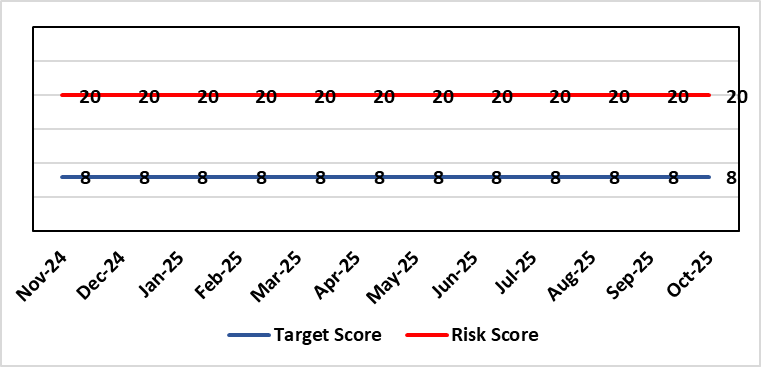 20 20 20 20 20 20 20 20 20 20 20 20
8 8 8 8 8 8 8 8 8 8 8 8
Nov-24 Dec-24 Jan-25 Feb-25 Mar-25 Apr-25 May-25 Jun-25 Jul-25 Aug-25 Sep-25 Oct-25
Target Score Risk Score